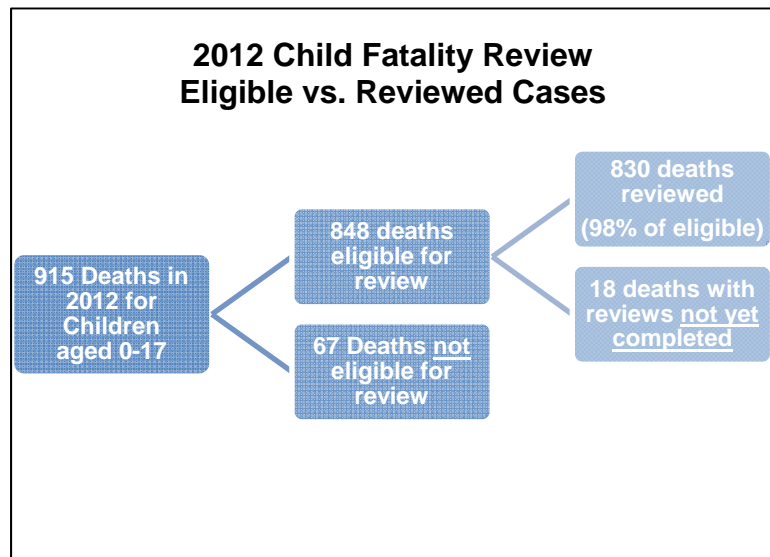 2012 Child Fatality Review
Eligible vs. Reviewed Cases
915 Deaths in
2012 for
Children
aged 0-17
848 deaths
eligible for
review
67 Deaths not
eligible for
review
830 deaths
reviewed
(98% of eligible)
18 deaths with
reviews not yet
completed